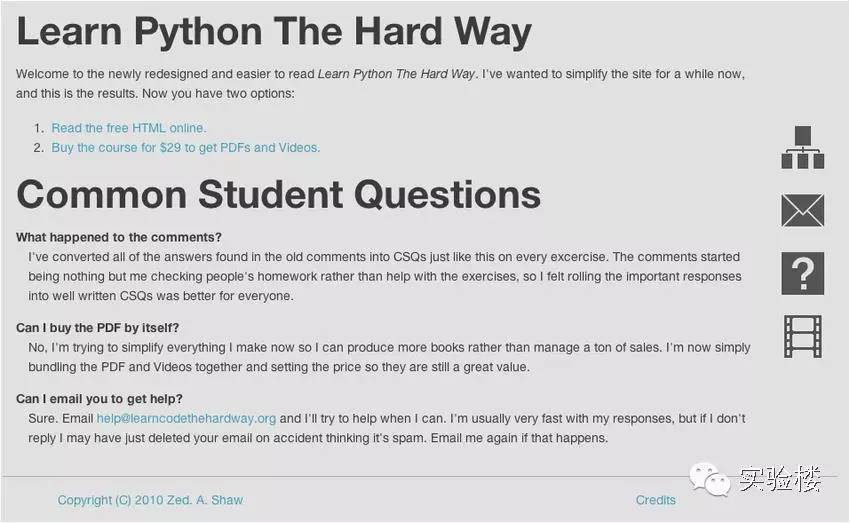 Learn Python The Hard Way
Welcome to the newly redesigned and easier to read Learn Python The Hard Way. I've wanted to simplify the site for a while now,
and this is the results. Now you have two options:
1. Read the free HTML online.
2. Buy the course for $29 to get PDFs and Videos.
Common Student Questions
What happened to the comments?
I've converted all of the answers found in the old comments into CSQs just like this on every excercise. The comments started
being nothing but me checking people's homework rather than help with the exercises, so I felt rolling the important responses
into well written CSQs was better for everyone.
Can I buy the PDF by itself?
No, I'm trying to simplify everything I make now so I can produce more books rather than manage a ton of sales. I'm now simply
bundling the PDF and Videos together and setting the price so they are still a great value.
Can I email you to get help?
Sure. Email help@learncodethehardway.org and I'll try to help when I can. I'm usually very fast with my responses, but if I don't
reply I may have just deleted your email on accident thinking it's spam. Email me again if that happens.
实验楼
Copyright (C) 2010 Zed. A. Shaw
Credits